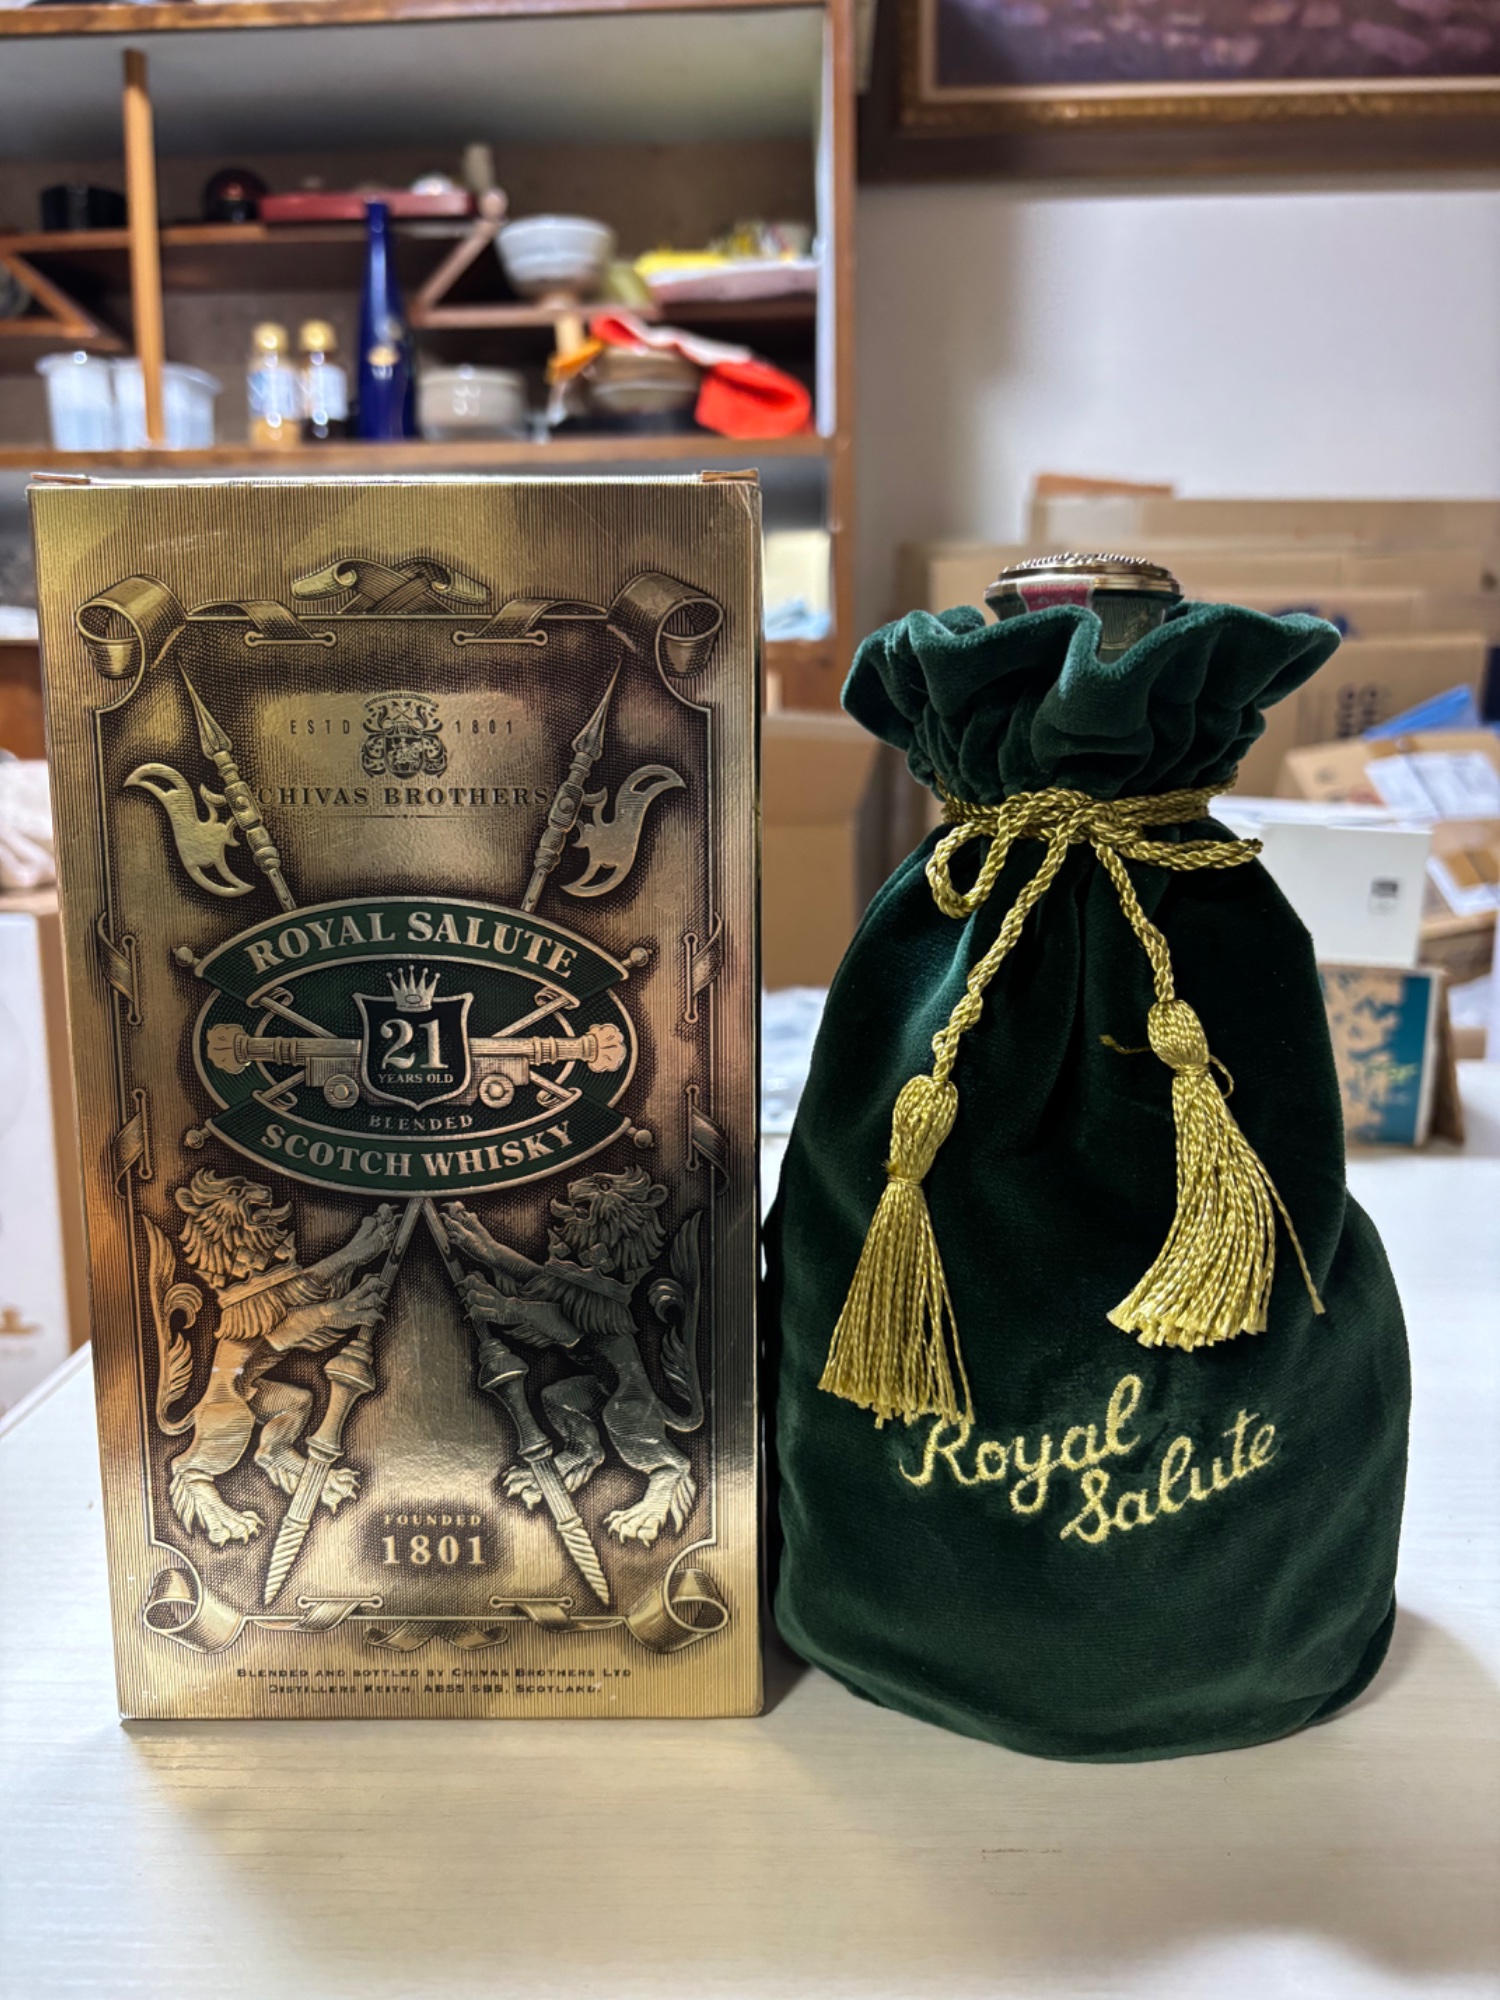 ESTD 1801
CHIVAS BROTHERS
ROYAL SALUTE
21
YEARS OLD
BLENDED
SCOTCH WHISKY
FOUNDED
1801
BLENDED AND BOTTLED BY CHIVAS BROTHERS LTD
DISTILLERS KEITH, AB55 5BS, SCOTLAND.
Royal
Salute